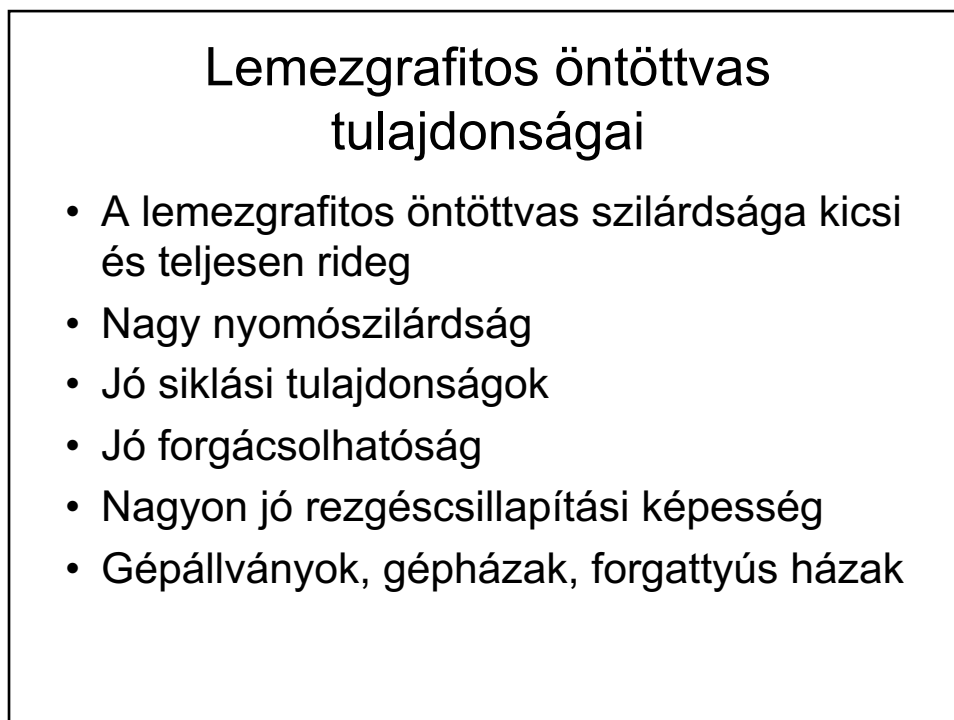 Lemezgrafitos öntöttvas
tulajdonságai
• A lemezgrafitos öntöttvas szilárdsága kicsi
és teljesen rideg
• Nagy nyomószilárdság
• Jó siklási tulajdonságok
• Jó forgácsolhatóság
• Nagyon jó rezgéscsillapítási képesség
• Gépállványok, gépházak, forgattyús házak